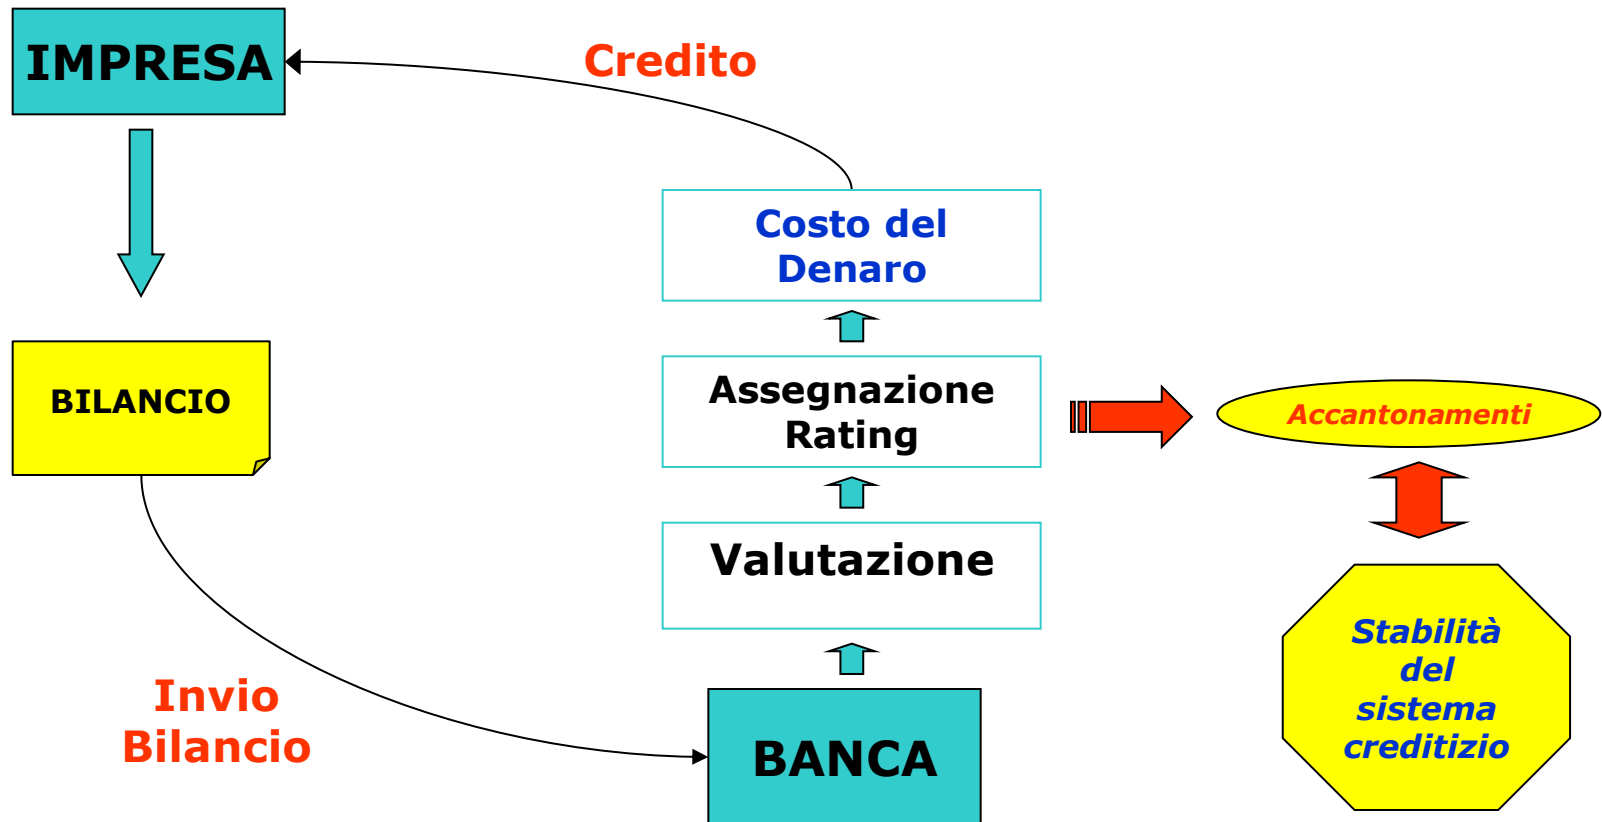 IMPRESA
Credito
Costo del
Denaro
BILANCIO
Assegnazione
Rating
Accantonamenti
Valutazione
Stabilità
del
sistema
creditizio
Invio
Bilancio
BANCA